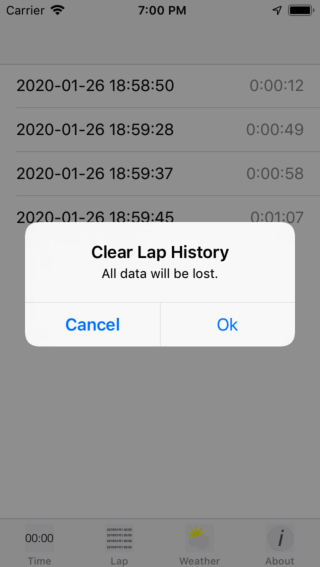 Carrier 7:00 PM
2020-01-26 18:58:50 0:00:12
2020-01-26 18:59:28 0:00:49
2020-01-26 18:59:37 0:00:58
2020-01-26 18:59:45 0:01:07
Clear Lap History
All data will be lost.
Cancel Ok
00:00 i
Time Lap Weather About